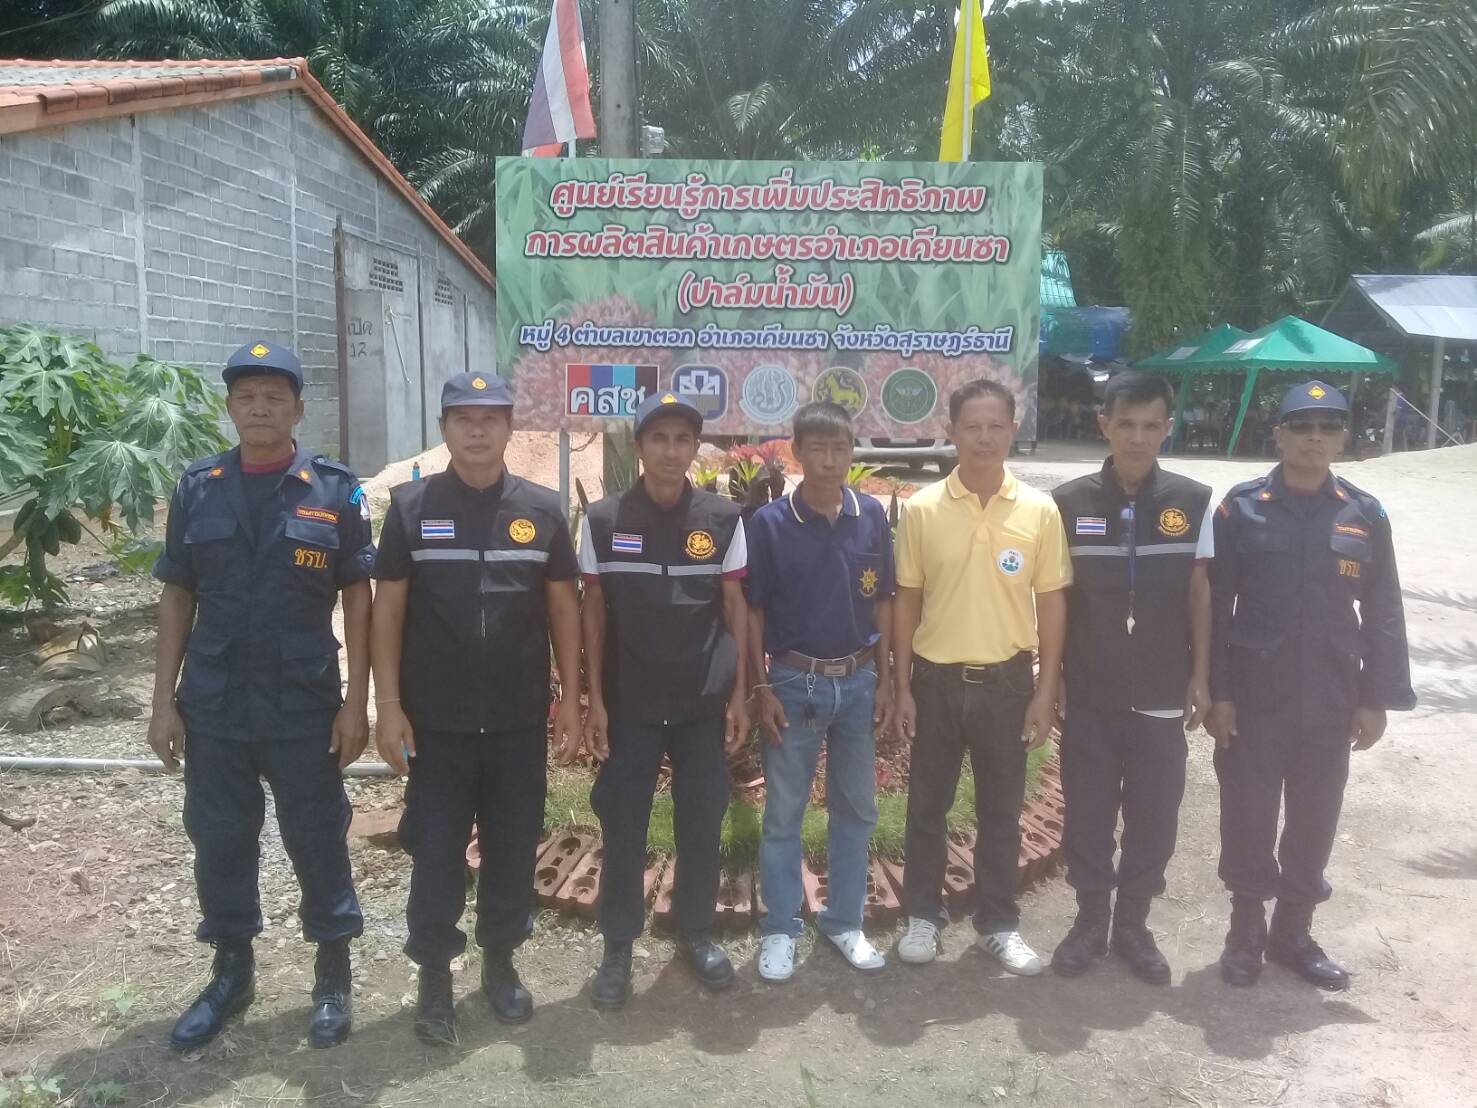 ศูนย์เรียนรู้การเพิ่มประสิทธิภาพ
การผลิตสินค้าเกษตรอำเภอเคียนซา
(ปาล์มน้ำมัน)
หมู่ 4 ตำบลเขาตอก อำเภอเคียนซา จังหวัดสุราษฎร์ธานี
คสช
ชรบ.
ชรบ.